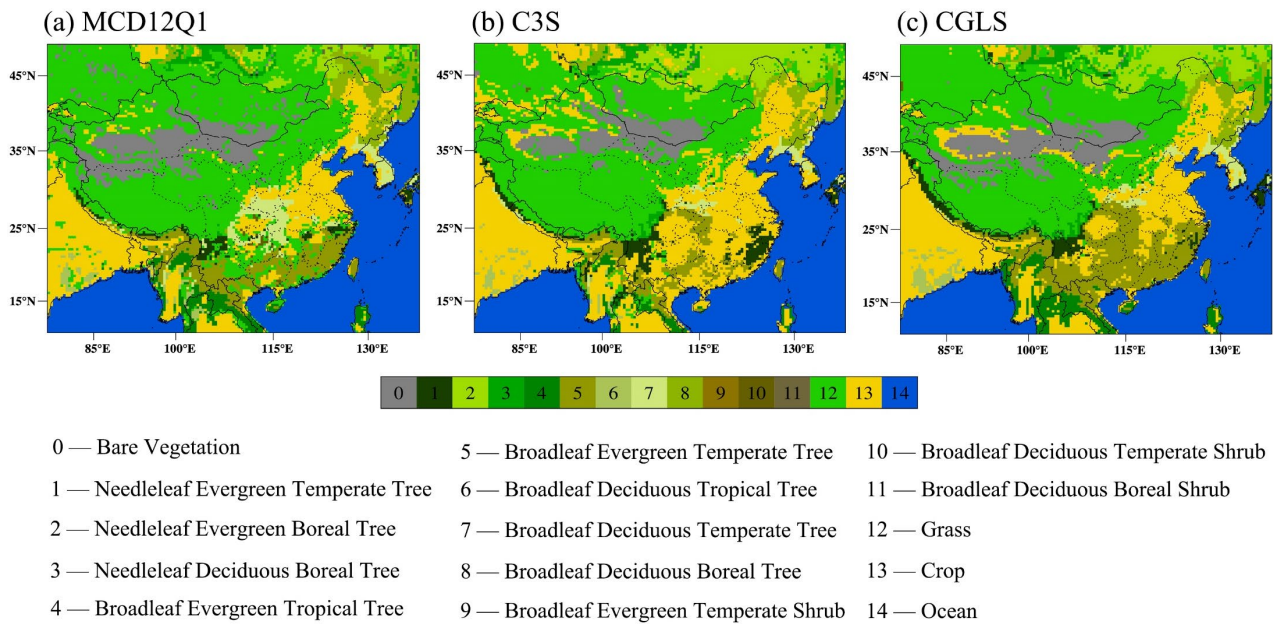 (a) MCD12Q1
(b) C3S
(c) CGLS
45°N
35°N
25°N
15°N
85°E 100°E 115°E 130°E
45°N
35°N
25°N
15°N
85°E 100°E 115°E 130°E
45°N
35°N
25°N
15°N
85°E 100°E 115°E 130°E
0 1 2 3 4 5 6 7 8 9 10 11 12 13 14
0 — Bare Vegetation
1 — Needleleaf Evergreen Temperate Tree
2 — Needleleaf Evergreen Boreal Tree
3 — Needleleaf Deciduous Boreal Tree
4 — Broadleaf Evergreen Tropical Tree
5 — Broadleaf Evergreen Temperate Tree
6 — Broadleaf Deciduous Tropical Tree
7 — Broadleaf Deciduous Temperate Tree
8 — Broadleaf Deciduous Boreal Tree
9 — Broadleaf Evergreen Temperate Shrub
10 — Broadleaf Deciduous Temperate Shrub
11 — Broadleaf Deciduous Boreal Shrub
12 — Grass
13 — Crop
14 — Ocean